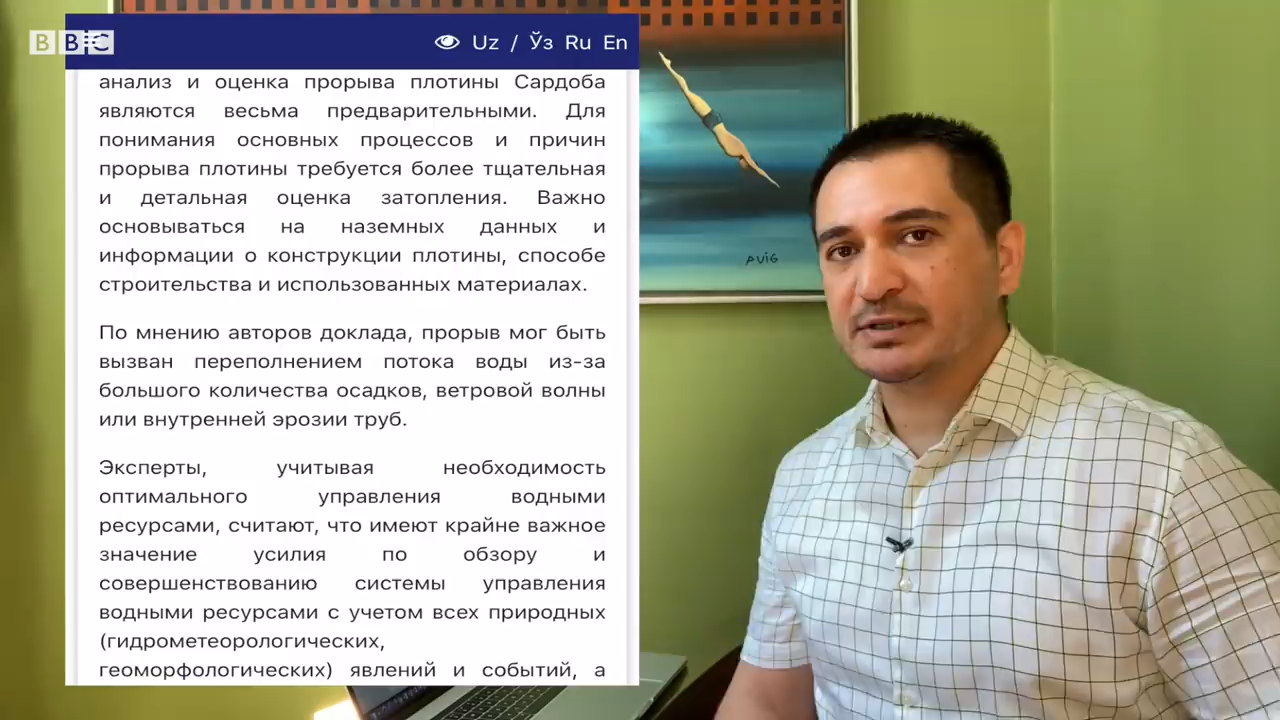 BBC
Uz / Ўз Ru En
анализ и оценка прорыва плотины Сардоба
являются весьма предварительными. Для
понимания основных процессов и причин
прорыва плотины требуется более тщательная
и детальная оценка затопления. Важно
основываться на наземных данных и
информации о конструкции плотины, способе
строительства и использованных материалах.
По мнению авторов доклада, прорыв мог быть
вызван переполнением потока воды из-за
большого количества осадков, ветровой волны
или внутренней эрозии труб.
Эксперты, учитывая необходимость
оптимального управления водными
ресурсами, считают, что имеют крайне важное
значение усилия по обзору и
совершенствованию системы управления
водными ресурсами с учетом всех природных
(гидрометеорологических,
геоморфологических) явлений и событий, а
AVIG